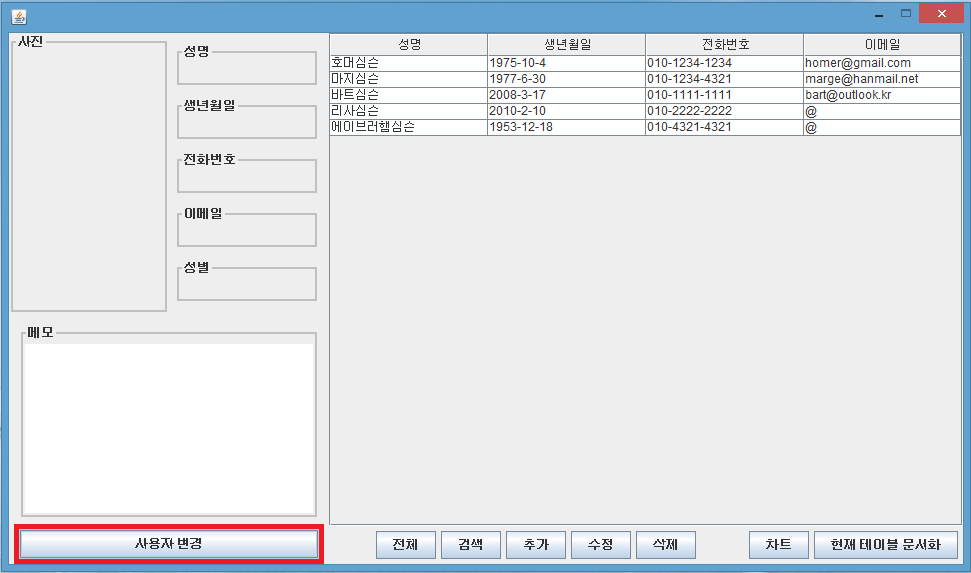 사진
성명
생년월일
전화번호
이메일
성별
메모
사용자 변경
성명 생년월일 전화번호 이메일
호머심슨 1975-10-4 010-1234-1234 homer@gmail.com
마지심슨 1977-6-30 010-1234-4321 marge@hanmail.net
바트심슨 2008-3-17 010-1111-1111 bart@outlook.kr
리사심슨 2010-2-10 010-2222-2222 @
에이브러햄심슨 1953-12-18 010-4321-4321 @
전체 검색 추가 수정 삭제 차트 현재 테이블 문서화